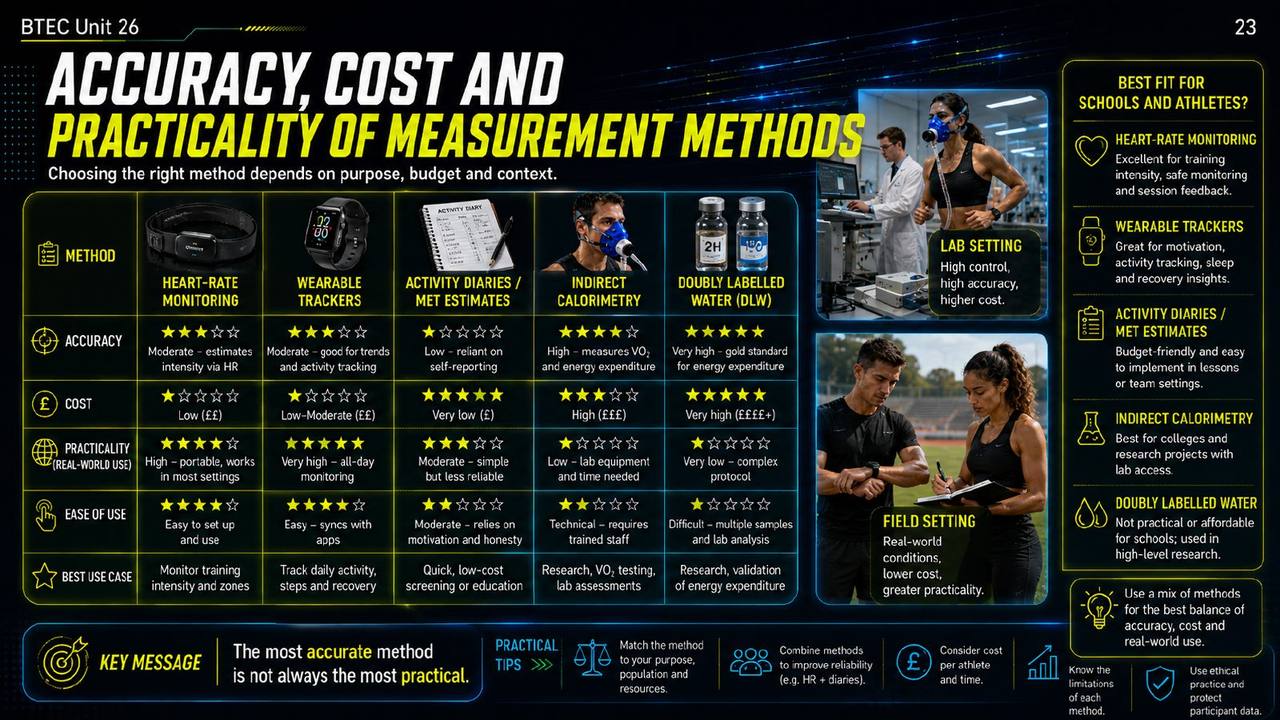 BTEC Unit 26
23
ACCURACY, COST AND
PRACTICALITY OF MEASUREMENT METHODS
Choosing the right method depends on purpose, budget and context.
METHOD
HEART-RATE
MONITORING
WEARABLE
TRACKERS
ACTIVITY DIARY
ACTIVITY DIARIES /
MET ESTIMATES
INDIRECT
CALORIMETRY
2H
DOUBLY LABELLED
WATER (DLW)
ACCURACY
★★★☆☆
Moderate – estimates
intensity via HR
★★★☆☆
Moderate – good for trends
and activity tracking
★☆☆☆☆
Low – reliant on
self-reporting
★★★★☆
High – measures VO₂
and energy expenditure
★★★★★
Very high – gold standard
for energy expenditure
£
COST
★☆☆☆☆
Low (££)
★☆☆☆☆
Low–Moderate (££)
★★★★★
Very low (£)
★★★☆☆
High (£££)
★★★★★
Very high (££££+)
PRACTICALITY
(REAL-WORLD USE)
★★★★☆
High – portable, works
in most settings
★★★★★
Very high – all-day
monitoring
★★★☆☆
Moderate – simple
but less reliable
★☆☆☆☆
Low – lab equipment
and time needed
★☆☆☆☆
Very low – complex
protocol
EASE OF USE
★★★★☆
Easy to set up
and use
★★★★☆
Easy – syncs with
apps
★★☆☆☆
Moderate – relies on
motivation and honesty
★★☆☆☆
Technical – requires
trained staff
★☆☆☆☆
Difficult – multiple samples
and lab analysis
BEST USE CASE
Monitor training
intensity and zones
Track daily activity,
steps and recovery
Quick, low-cost
screening or education
Research, VO₂ testing,
lab assessments
Research, validation
of energy expenditure
LAB SETTING
High control,
high accuracy,
higher cost.
FIELD SETTING
Real-world
conditions,
lower cost,
greater practicality.
BEST FIT FOR
SCHOOLS AND ATHLETES?
HEART-RATE MONITORING
Excellent for training
intensity, safe monitoring
and session feedback.
WEARABLE TRACKERS
Great for motivation,
activity tracking, sleep
and recovery insights.
ACTIVITY DIARIES /
MET ESTIMATES
Budget-friendly and easy
to implement in lessons
or team settings.
INDIRECT CALORIMETRY
Best for colleges and
research projects with
lab access.
DOUBLY LABELLED WATER
Not practical or affordable
for schools; used in
high-level research.
Use a mix of methods
for the best balance of
accuracy, cost and
real-world use.
KEY MESSAGE
The most accurate method
is not always the most practical.
PRACTICAL
TIPS
Match the method
to your purpose,
population and
resources.
Combine methods
to improve reliability
(e.g. HR + diaries).
£
Consider cost
per athlete
and time.
Know the
limitations
of each
method.
Use ethical
practice and
protect
participant data.